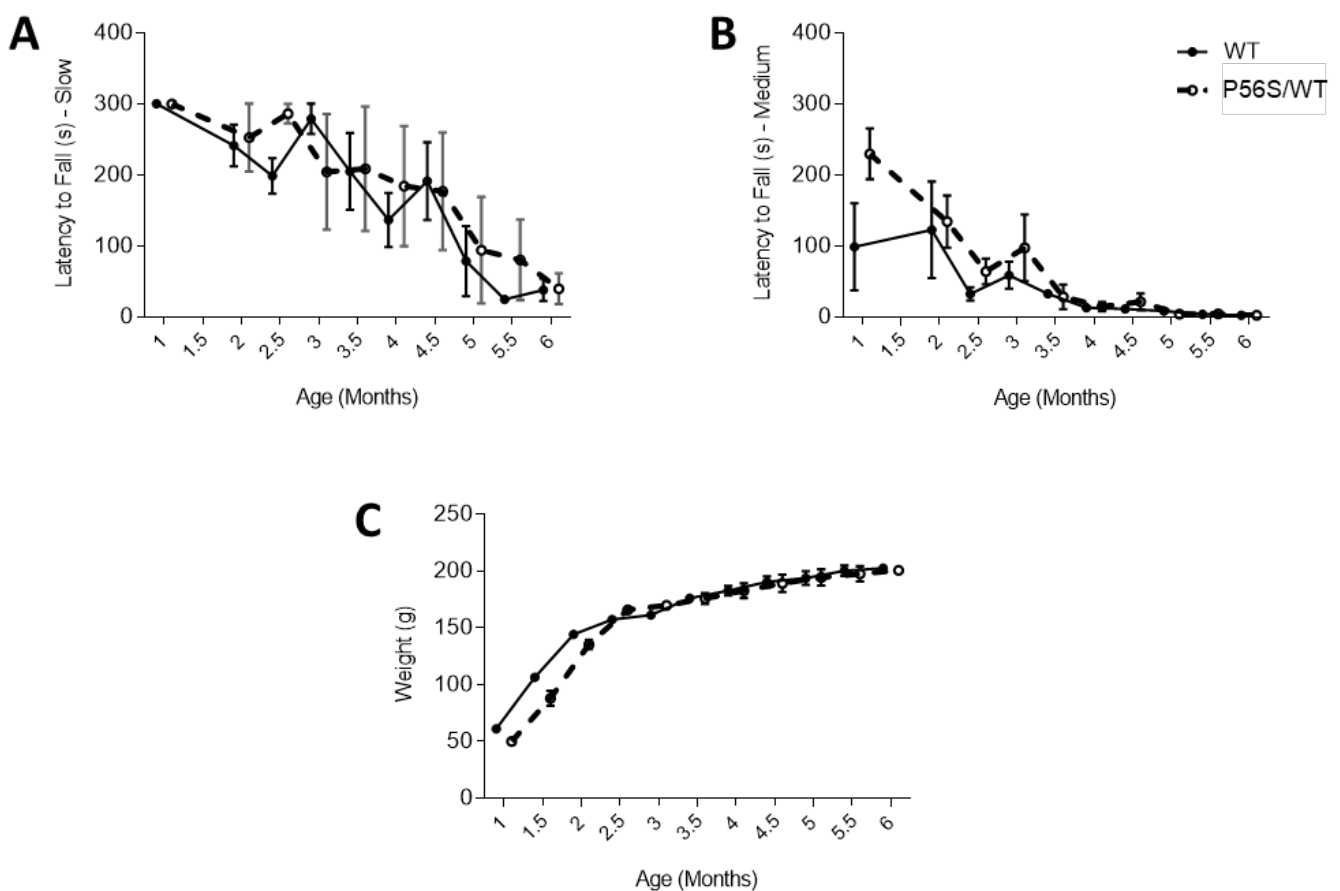 A
Latency to Fall (s) - Slow
400
300
200
100
0
1 1.5 2 2.5 3 3.5 4 4.5 5 5.5 6
Age (Months)
B
Latency to Fall (s) - Medium
400
300
200
100
0
1 1.5 2 2.5 3 3.5 4 4.5 5 5.5 6
Age (Months)
WT
P56S/WT
C
Weight (g)
250
200
150
100
50
0
1 1.5 2 2.5 3 3.5 4 4.5 5 5.5 6
Age (Months)